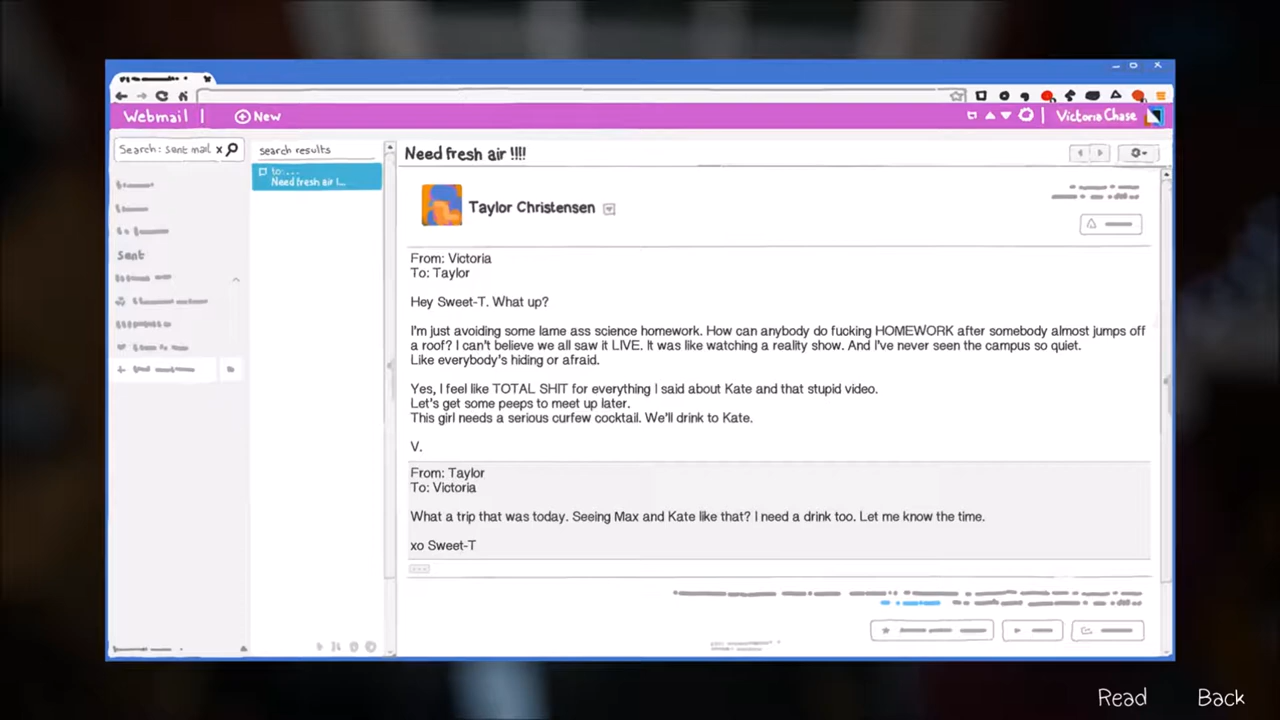 Webmail | New
Victoria Chase
Search: sent mail x
search results
Need fresh air !!!!
to:...
Need fresh air !...
Taylor Christensen
Sent
From: Victoria
To: Taylor
Hey Sweet-T. What up?
I'm just avoiding some lame ass science homework. How can anybody do fucking HOMEWORK after somebody almost jumps off
a roof? I can't believe we all saw it LIVE. It was like watching a reality show. And I've never seen the campus so quiet.
Like everybody's hiding or afraid.
Yes, I feel like TOTAL SHIT for everything I said about Kate and that stupid video.
Let's get some peeps to meet up later.
This girl needs a serious curfew cocktail. We'll drink to Kate.
V.
From: Taylor
To: Victoria
What a trip that was today. Seeing Max and Kate like that? I need a drink too. Let me know the time.
xo Sweet-T
Read Back